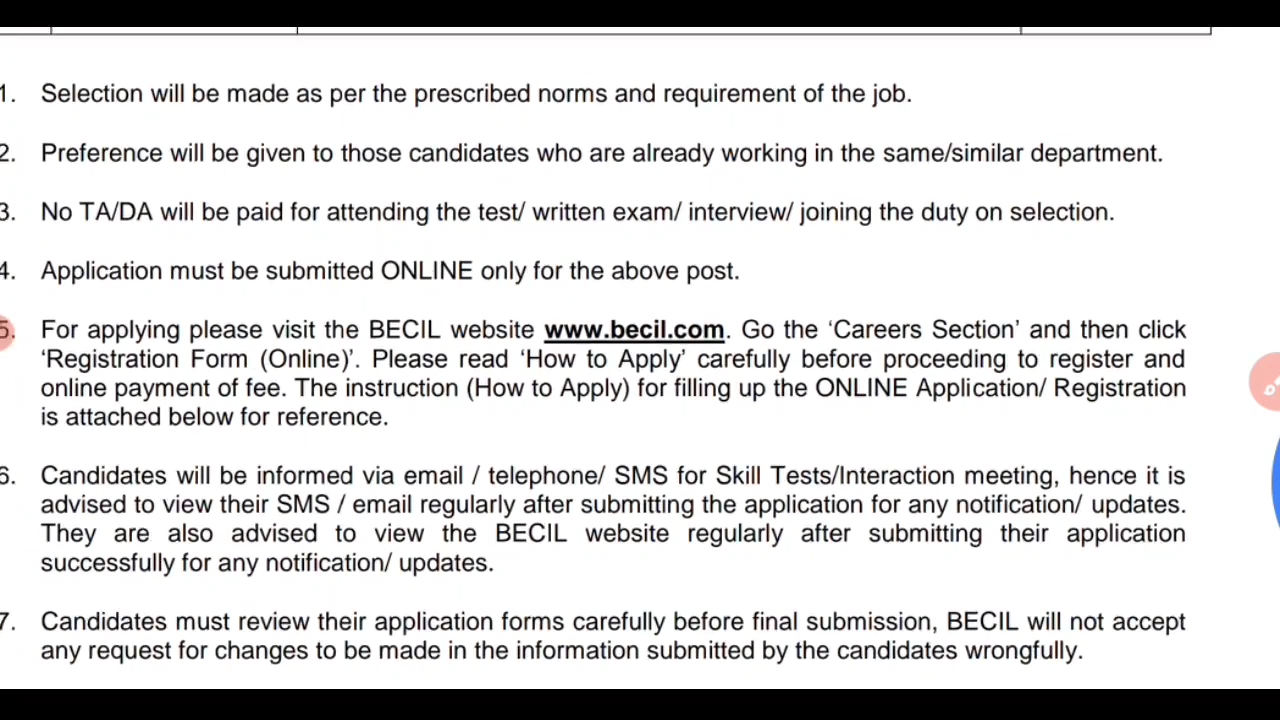 1. Selection will be made as per the prescribed norms and requirement of the job.
2. Preference will be given to those candidates who are already working in the same/similar department.
3. No TA/DA will be paid for attending the test/ written exam/ interview/ joining the duty on selection.
4. Application must be submitted ONLINE only for the above post.
5. For applying please visit the BECIL website www.becil.com. Go the ‘Careers Section’ and then click
‘Registration Form (Online)’. Please read ‘How to Apply’ carefully before proceeding to register and
online payment of fee. The instruction (How to Apply) for filling up the ONLINE Application/ Registration
is attached below for reference.
6. Candidates will be informed via email / telephone/ SMS for Skill Tests/Interaction meeting, hence it is
advised to view their SMS / email regularly after submitting the application for any notification/ updates.
They are also advised to view the BECIL website regularly after submitting their application
successfully for any notification/ updates.
7. Candidates must review their application forms carefully before final submission, BECIL will not accept
any request for changes to be made in the information submitted by the candidates wrongfully.